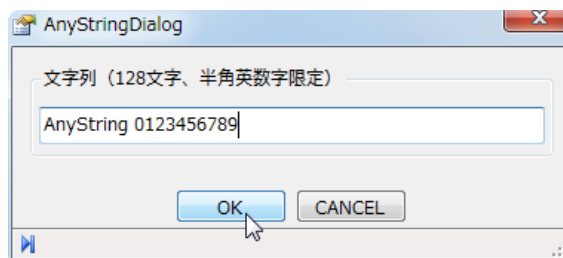 AnyStringDialog
文字列（128文字、半角英数字限定）
AnyString 0123456789
OK
CANCEL